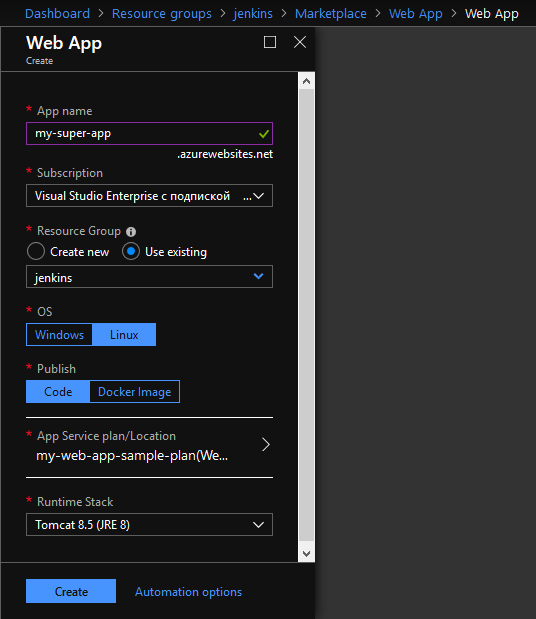 Dashboard > Resource groups > jenkins > Marketplace > Web App > Web App
Web App
Create
* App name
my-super-app
.azurewebsites.net
* Subscription
Visual Studio Enterprise с подпиской ...
* Resource Group
Create new Use existing
jenkins
* OS
Windows Linux
* Publish
Code Docker Image
* App Service plan/Location
my-web-app-sample-plan(We...
* Runtime Stack
Tomcat 8.5 (JRE 8)
Create Automation options